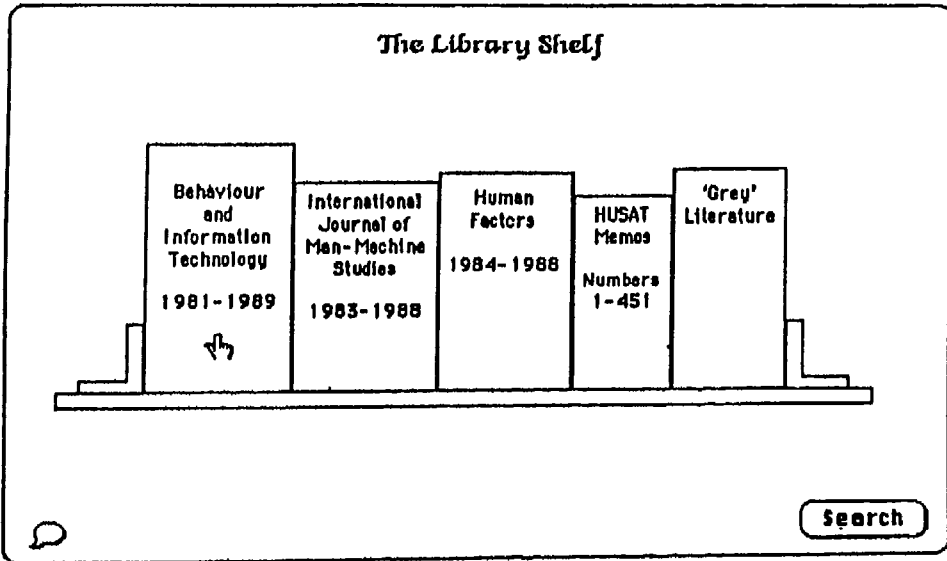 The Library Shelf
Behaviour
and
Information
Technology
1981-1989
International
Journal of
Man-Machine
Studies
1983-1988
Human
Factors
1984-1988
HUSAT
Memos
Numbers
1-451
'Grey'
Literature
Search